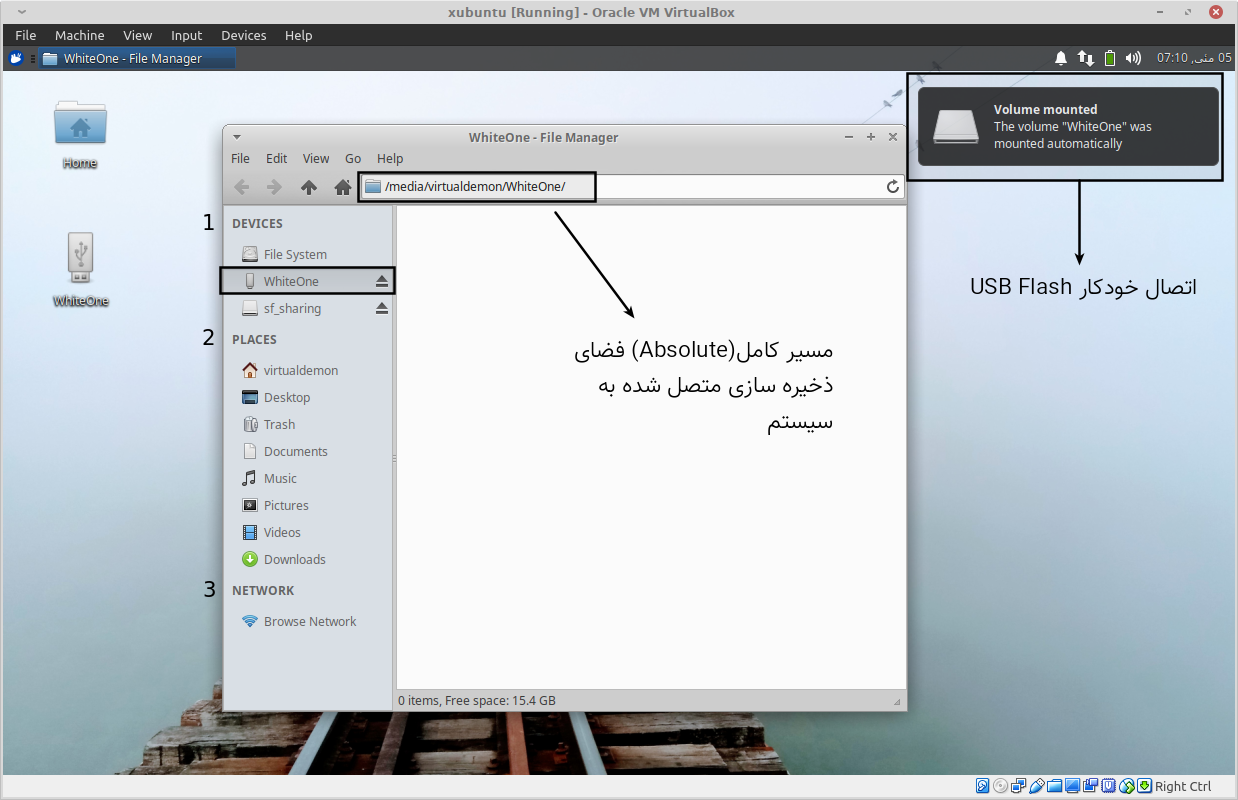 xubuntu [Running] - Oracle VM VirtualBox
File Machine View Input Devices Help
WhiteOne - File Manager
05 مئی, 07:10
Volume mounted
The volume "WhiteOne" was
mounted automatically
Home
WhiteOne
WhiteOne - File Manager
File Edit View Go Help
/media/virtualdemon/WhiteOne/
1
DEVICES
File System
WhiteOne
sf_sharing
2
PLACES
virtualdemon
Desktop
Trash
Documents
Music
Pictures
Videos
Downloads
3
NETWORK
Browse Network
اتصال خودکار USB Flash
مسیر کامل(Absolute) فضای
ذخیره سازی متصل شده به
سیستم
0 items, Free space: 15.4 GB
Right Ctrl